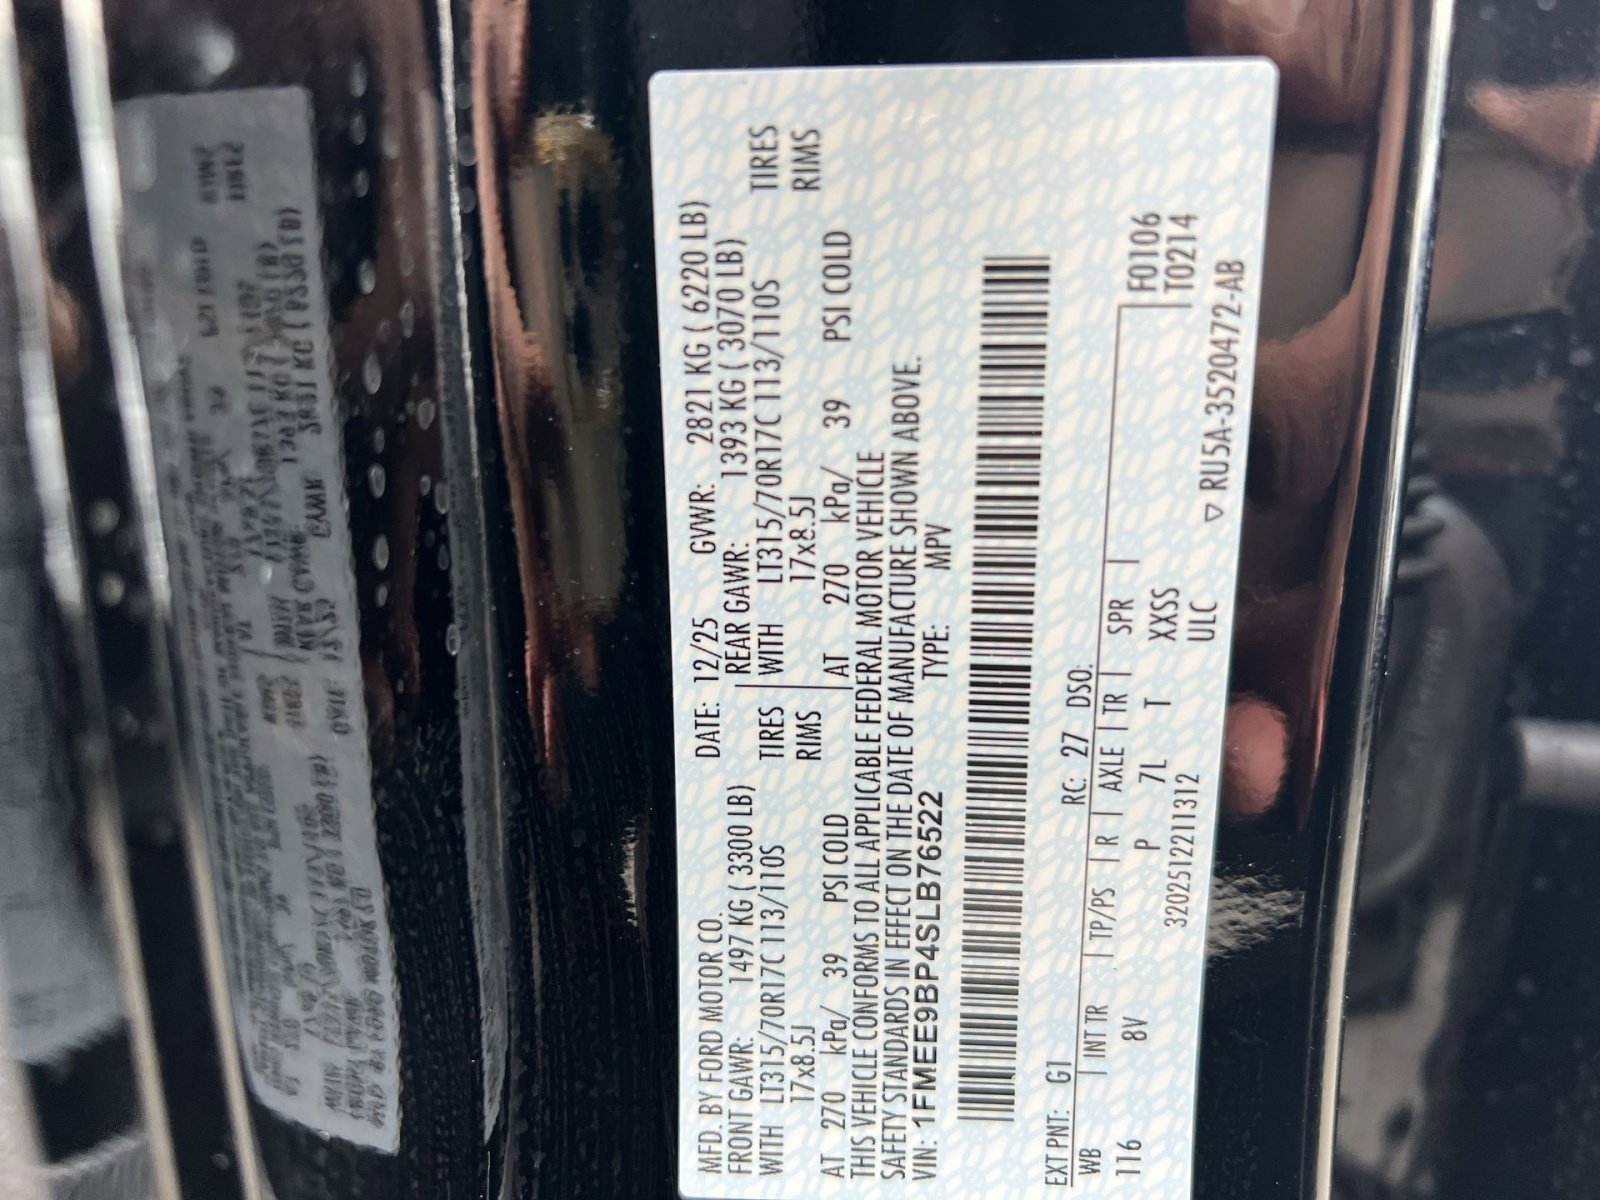 MFD. BY FORD MOTOR CO. DATE: 12/25 GVWR: 2821 KG ( 6220 LB)
FRONT GAWR: 1497 KG ( 3300 LB) REAR GAWR: 1393 KG ( 3070 LB)
WITH LT315/70R17C 113/110S TIRES WITH LT315/70R17C 113/110S TIRES
17x8.5J RIMS 17x8.5J RIMS
AT 270 kPa/ 39 PSI COLD AT 270 kPa/ 39 PSI COLD
THIS VEHICLE CONFORMS TO ALL APPLICABLE FEDERAL MOTOR VEHICLE
SAFETY STANDARDS IN EFFECT ON THE DATE OF MANUFACTURE SHOWN ABOVE.
VIN: 1FMEE9BP4SLB76522 TYPE: MPV
EXT PNT: G1 RC: 27 DSO:
WB INT TR TP/PS R AXLE TR SPR F0106
116 8V P 7L T XXSS T0214
3202512211312 ULC
▽ RU5A-3520472-AB